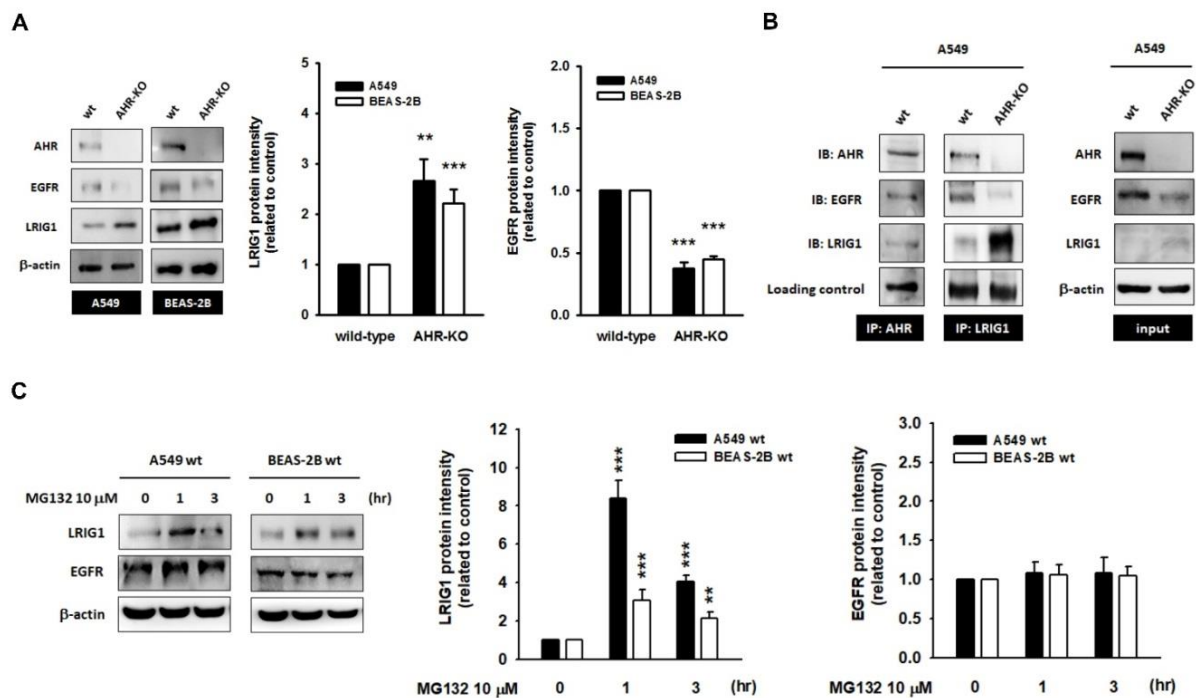 A
wt
AHR-KO
wt
AHR-KO
AHR
EGFR
LRIG1
β-actin
A549
BEAS-2B
LRIG1 protein intensity
(related to control)
5
4
3
2
1
0
A549
BEAS-2B
**
***
wild-type
AHR-KO
EGFR protein intensity
(related to control)
2.0
1.5
1.0
0.5
0.0
A549
BEAS-2B
***
***
wild-type
AHR-KO
B
A549
A549
wt
wt
AHR-KO
wt
AHR-KO
IB: AHR
IB: EGFR
IB: LRIG1
Loading control
IP: AHR
IP: LRIG1
AHR
EGFR
LRIG1
β-actin
input
C
A549 wt
BEAS-2B wt
MG132 10 μM
0
1
3
0
1
3
(hr)
LRIG1
EGFR
β-actin
LRIG1 protein intensity
(related to control)
12
10
8
6
4
2
0
A549 wt
BEAS-2B wt
***
***
***
**
MG132 10 μM
0
1
3
(hr)
EGFR protein intensity
(related to control)
3.0
2.5
2.0
1.5
1.0
0.5
0.0
A549 wt
BEAS-2B wt
MG132 10 μM
0
1
3
(hr)